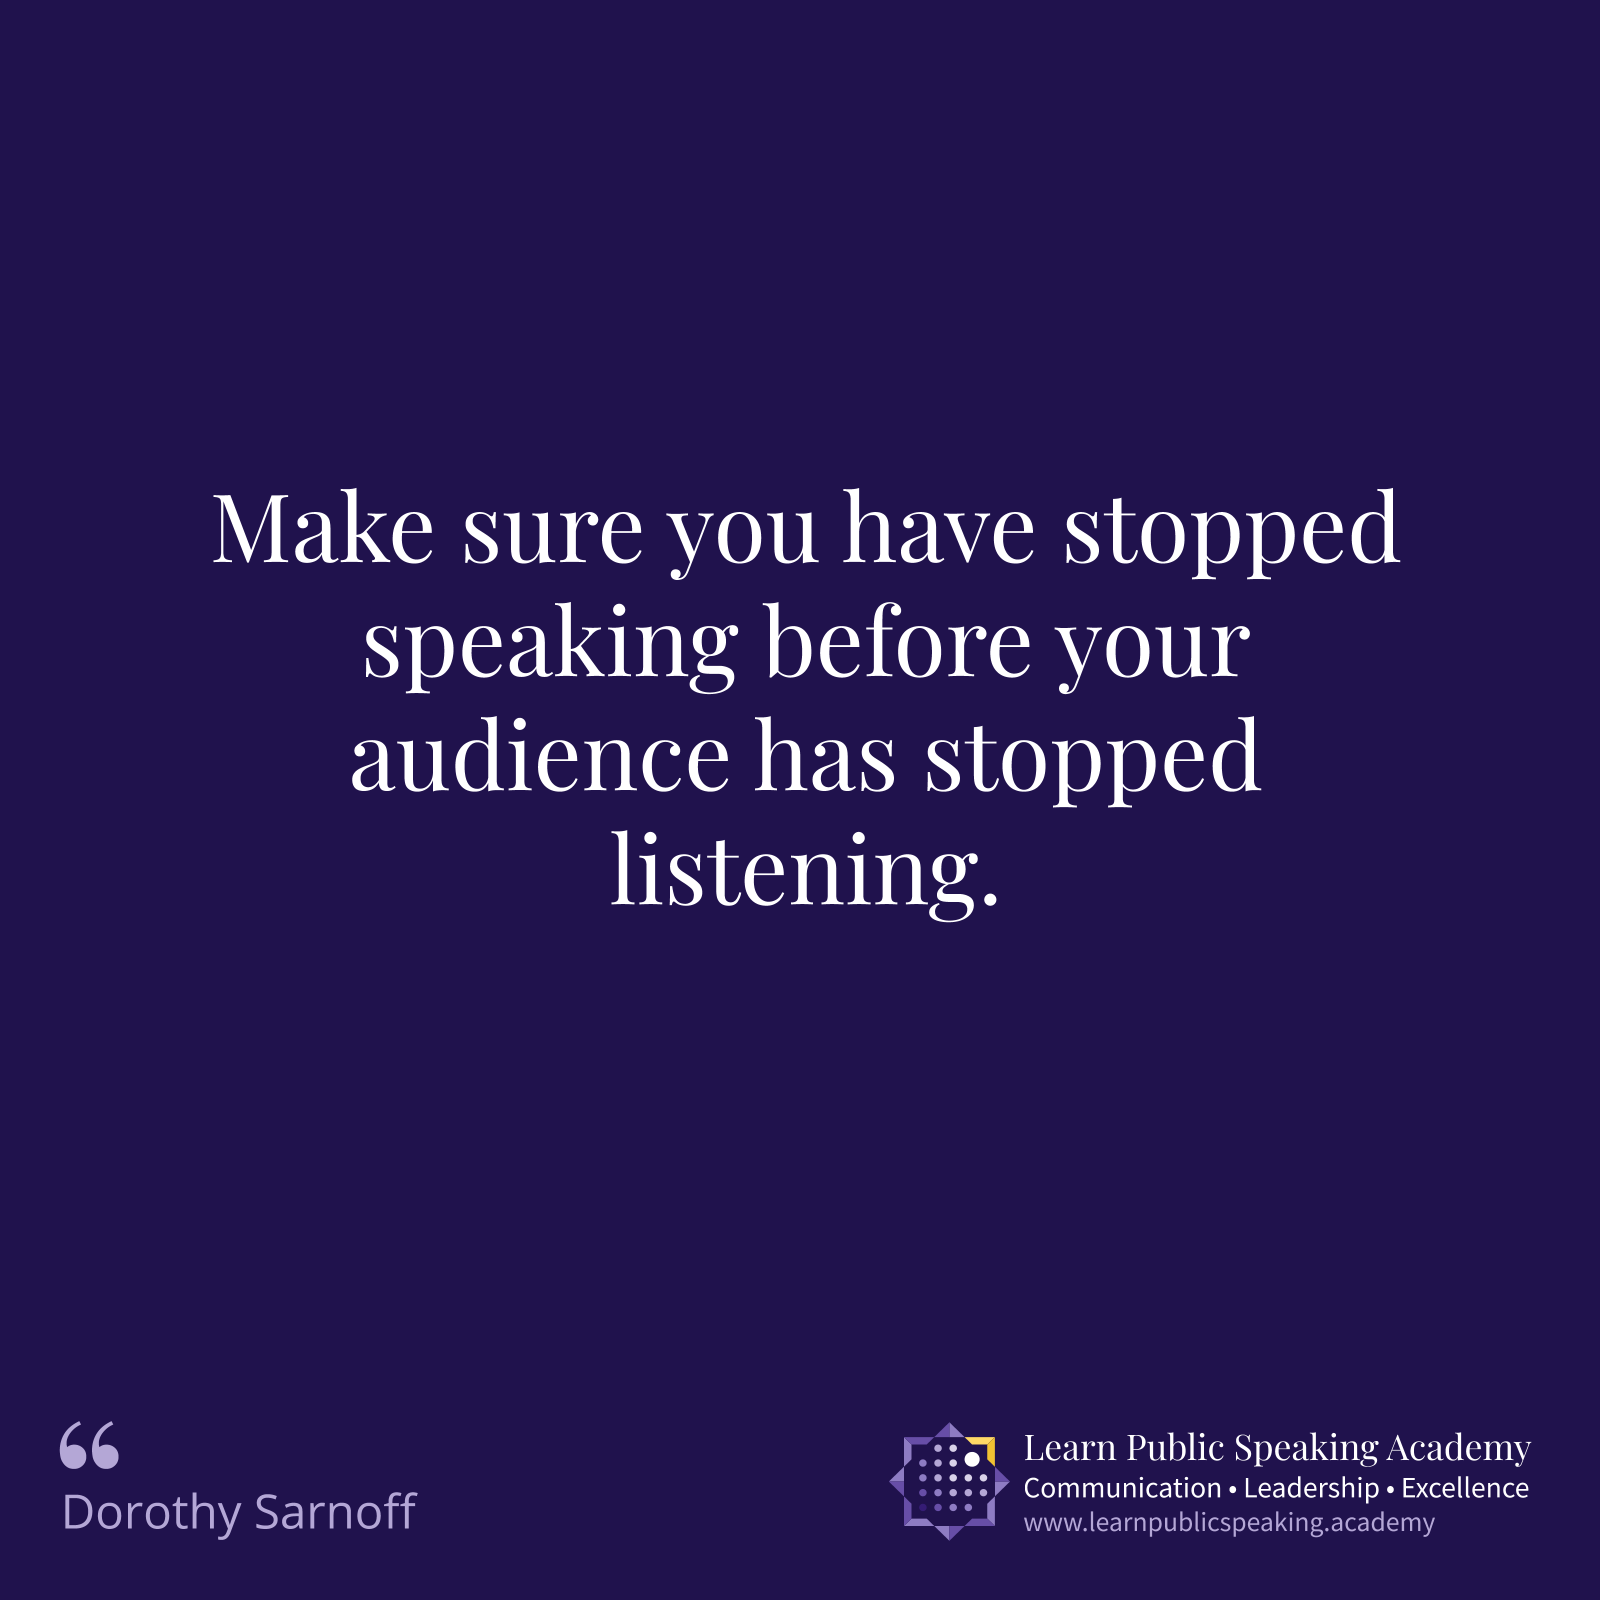 Make sure you have stopped
speaking before your
audience has stopped
listening.
“
Dorothy Sarnoff
Learn Public Speaking Academy
Communication • Leadership • Excellence
www.learnpublicspeaking.academy